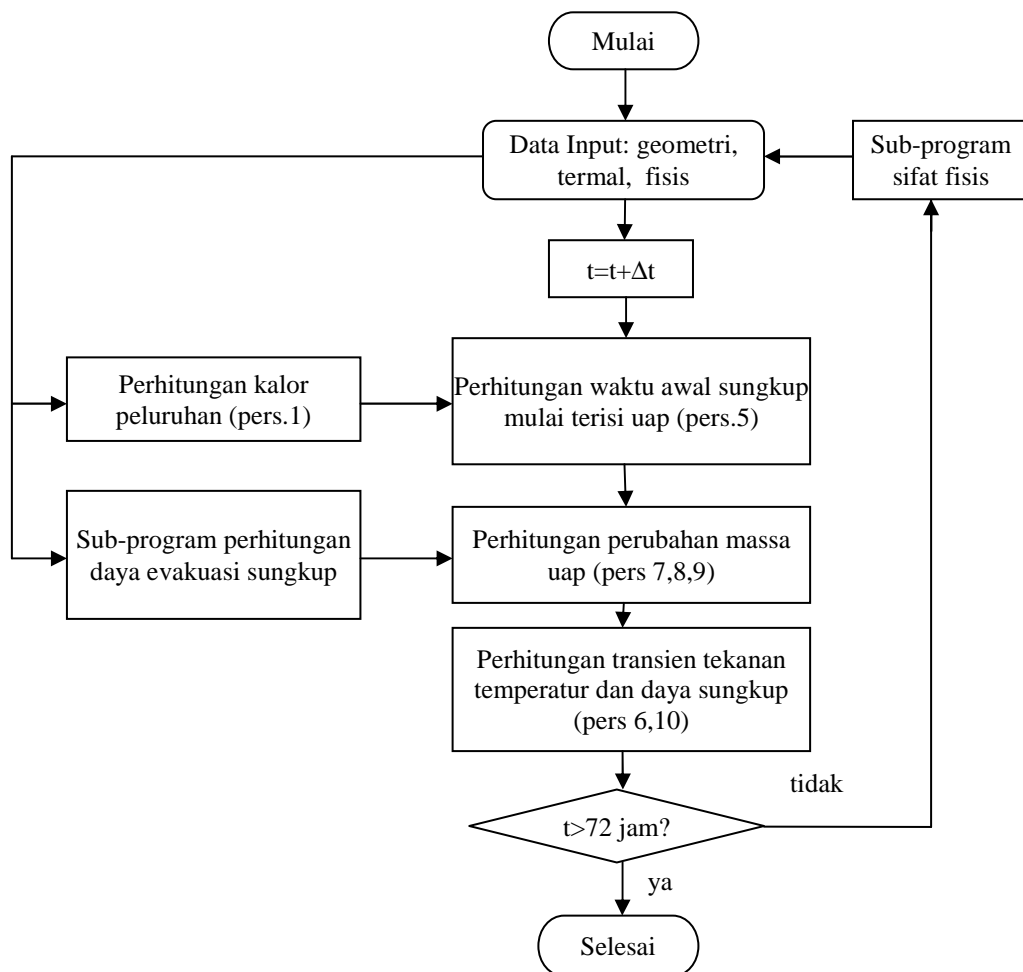 Mulai
Data Input: geometri,
termal, fisis
Sub-program
sifat fisis
t=t+Δt
Perhitungan kalor
peluruhan (pers.1)
Perhitungan waktu awal sungkup
mulai terisi uap (pers.5)
Sub-program perhitungan
daya evakuasi sungkup
Perhitungan perubahan massa
uap (pers 7,8,9)
Perhitungan transien tekanan
temperatur dan daya sungkup
(pers 6,10)
tidak
t>72 jam?
ya
Selesai